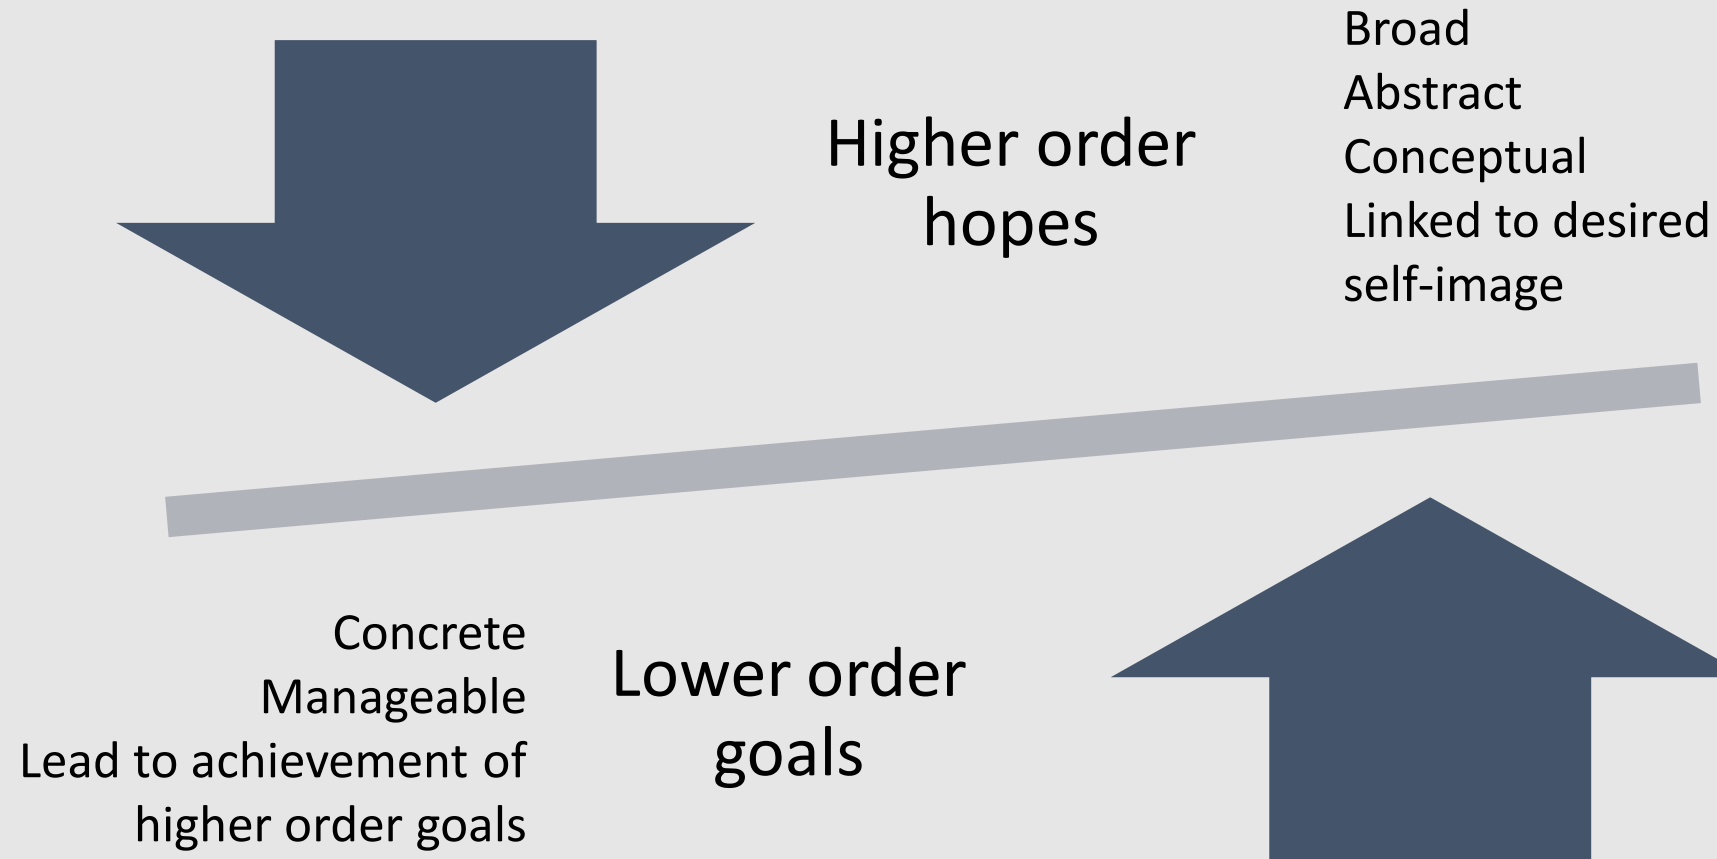 Higher order
hopes
Broad
Abstract
Conceptual
Linked to desired
self-image
Concrete
Manageable
Lead to achievement of
higher order goals
Lower order
goals